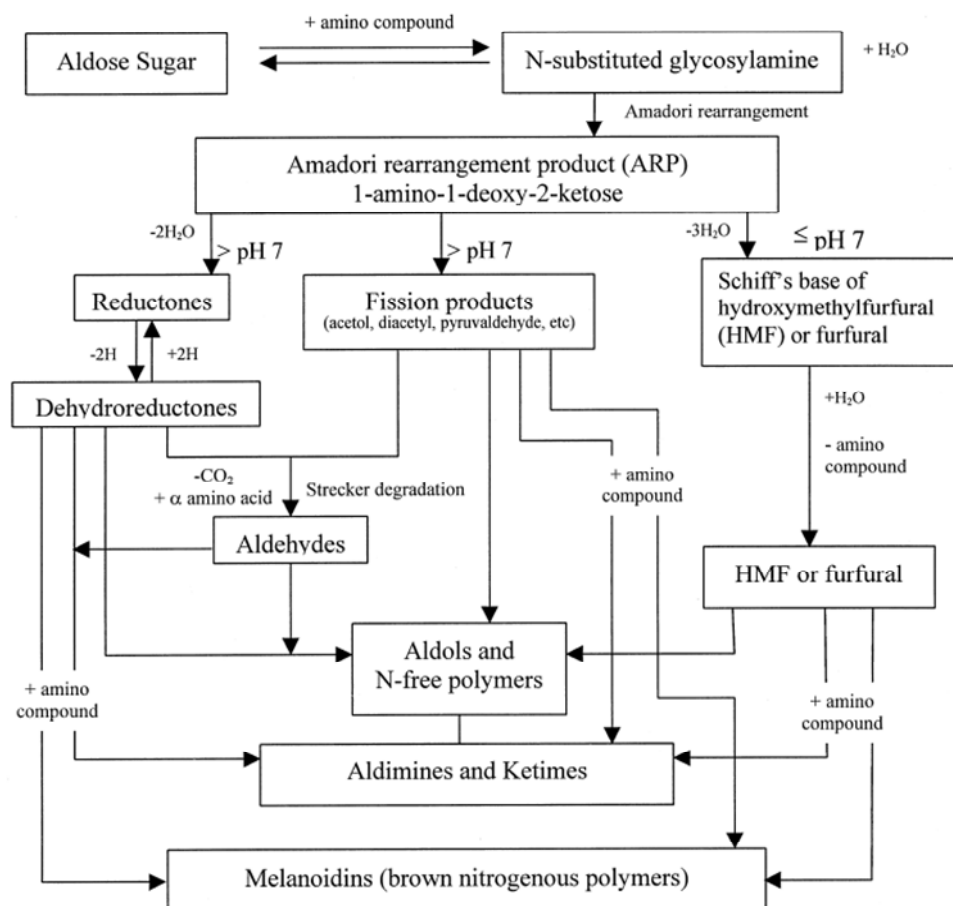 + amino compound
Aldose Sugar
N-substituted glycosylamine
+ H₂O
Amadori rearrangement
Amadori rearrangement product (ARP)
1-amino-1-deoxy-2-ketose
-2H₂O
> pH 7
> pH 7
-3H₂O
≤ pH 7
Reductones
Fission products
(acetol, diacetyl, pyruvaldehyde, etc)
Schiff's base of
hydroxymethylfurfural
(HMF) or furfural
-2H
+2H
Dehydroreductones
+H₂O
- amino
compound
-CO₂
+ α amino acid
Strecker degradation
+ amino
compound
Aldehydes
HMF or furfural
Aldols and
N-free polymers
+ amino
compound
+ amino
compound
Aldimines and Ketimes
Melanoidins (brown nitrogenous polymers)